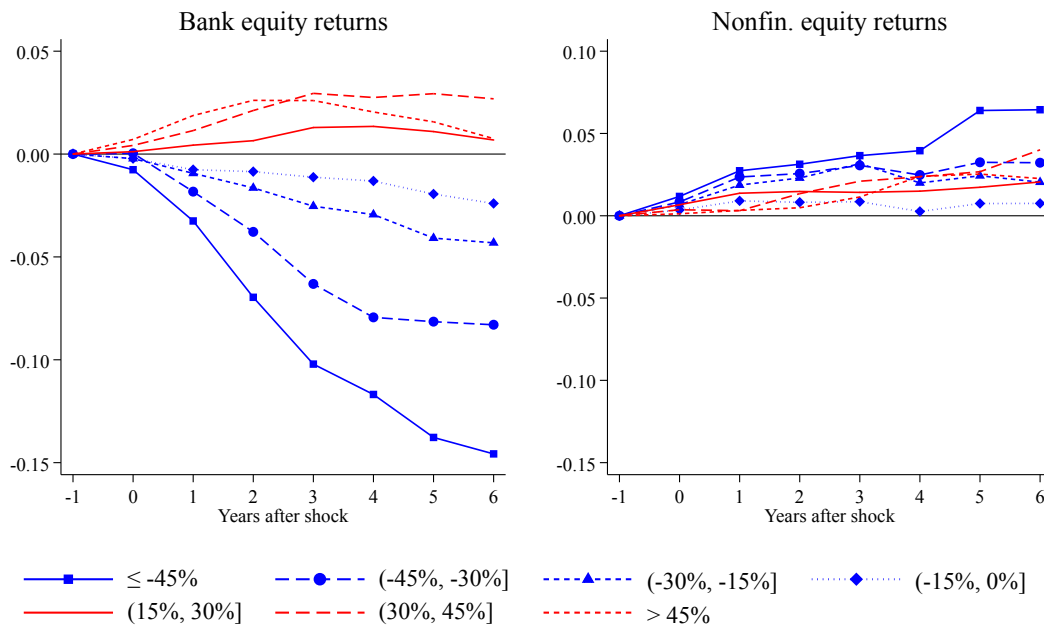 Bank equity returns
0.05
0.00
-0.05
-0.10
-0.15
-1 0 1 2 3 4 5 6
Years after shock
Nonfin. equity returns
0.10
0.05
0.00
-0.05
-0.10
-0.15
-1 0 1 2 3 4 5 6
Years after shock
≤ -45% (-45%, -30%] (-30%, -15%] (-15%, 0%]
(15%, 30%] (30%, 45%] > 45%